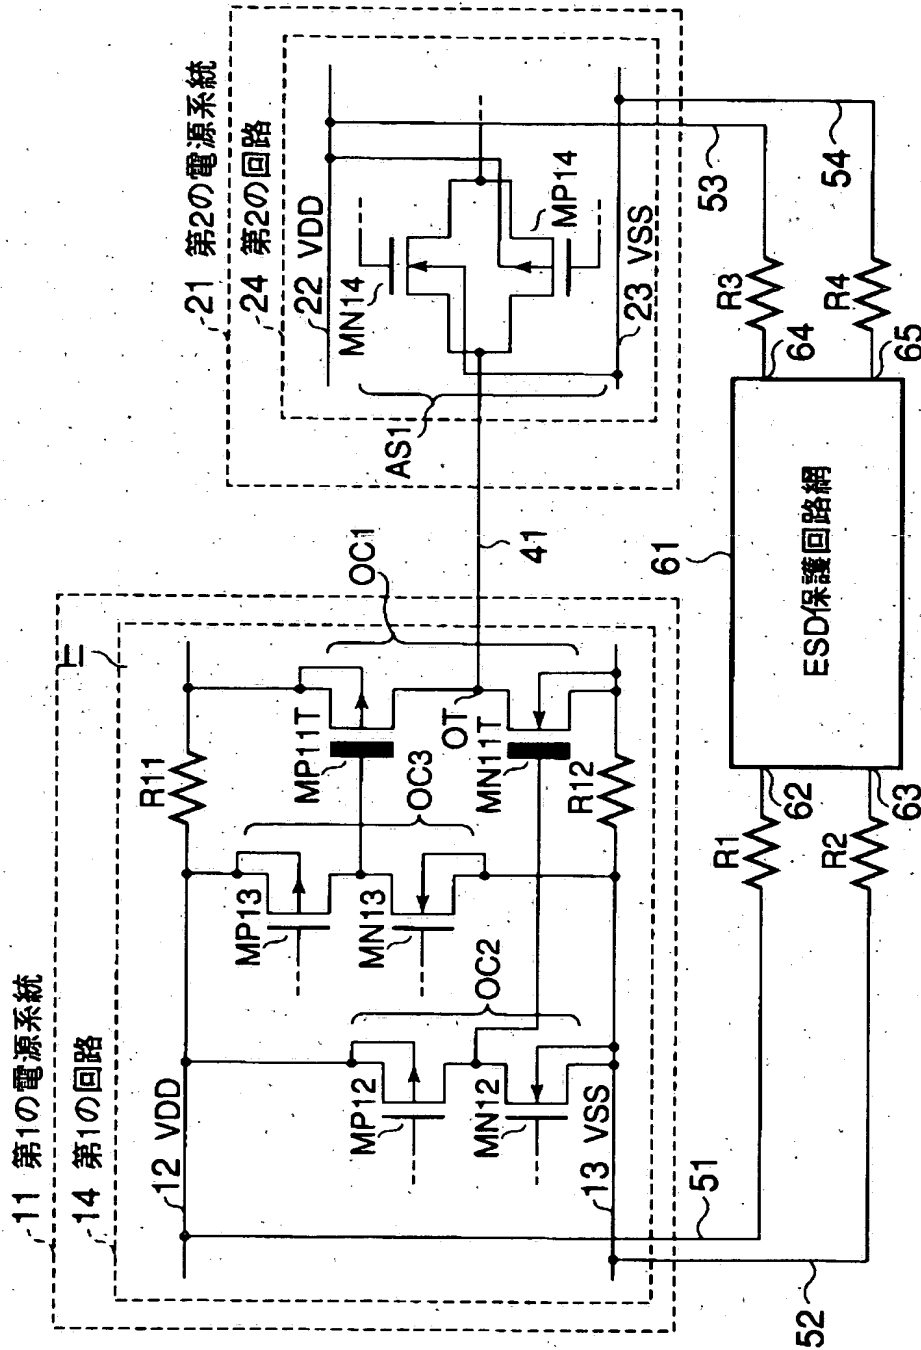 11 第1の電源系統
14 第1の回路
12 VDD
R11
MP11T
OC1
MP13
OC3
MN13
OT
MN11T
41
MP12
OC2
MN12
R12
13 VSS
51
52
R1
R2
62
63
61
ESD保護回路網
64
65
R3
R4
53
54
21 第2の電源系統
24 第2の回路
22 VDD
MN14
MP14
AS1
23 VSS